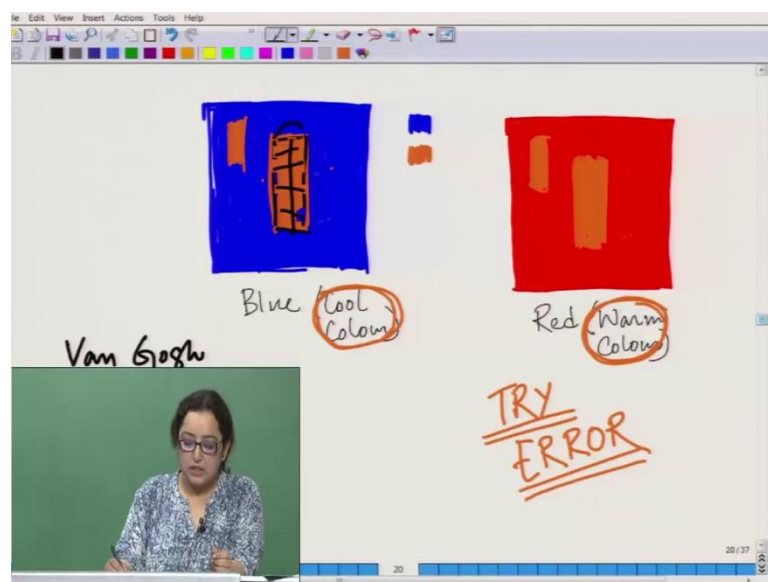 le Edit View Insert Actions Tools Help
B I
Blue (Cool
Colour)
Red (Warm
Colour)
Van Gogh
TRY
ERROR
20/37
20